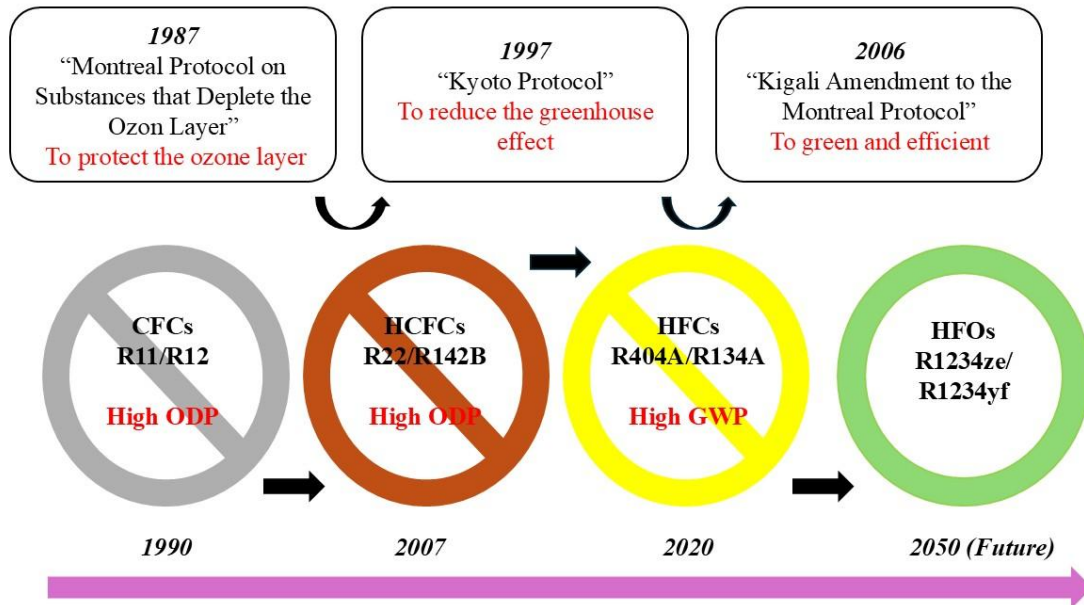 1987
“Montreal Protocol on
Substances that Deplete the
Ozon Layer”
To protect the ozone layer
1997
“Kyoto Protocol”
To reduce the greenhouse
effect
2006
“Kigali Amendment to the
Montreal Protocol”
To green and efficient
CFCs
R11/R12
High ODP
HCFCs
R22/R142B
High ODP
HFCs
R404A/R134A
High GWP
HFOs
R1234ze/
R1234yf
1990
2007
2020
2050 (Future)